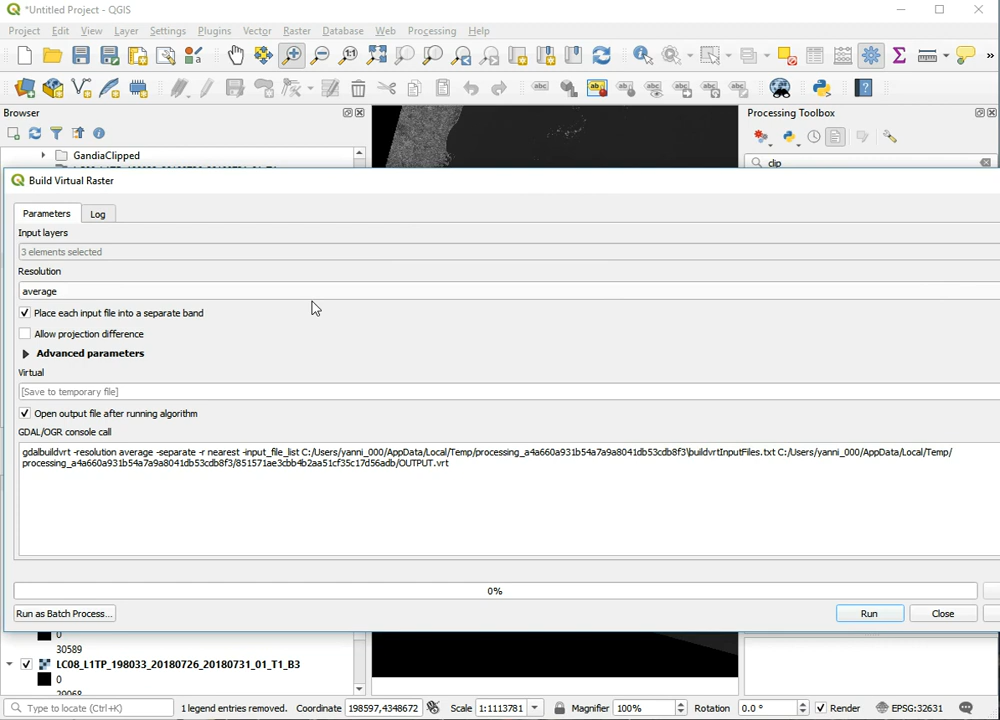 *Untitled Project - QGIS
Project Edit View Layer Settings Plugins Vector Raster Database Web Processing Help
Browser
Processing Toolbox
GandiaClipped
clip
Build Virtual Raster
Parameters
Log
Input layers
3 elements selected
Resolution
average
Place each input file into a separate band
Allow projection difference
Advanced parameters
Virtual
[Save to temporary file]
Open output file after running algorithm
GDAL/OGR console call
gdalbuildvrt -resolution average -separate -r nearest -input_file_list C:/Users/yanni_000/AppData/Local/Temp/processing_a4a660a931b54a7a9a8041db53cdb8f3\buildvrtInputFiles.txt C:/Users/yanni_000/AppData/Local/Temp/
processing_a4a660a931b54a7a9a8041db53cdb8f3/851571ae3cbb4b2aa51cf35c17d56adb/OUTPUT.vrt
0%
Run as Batch Process...
Run
Close
0
30589
LC08_L1TP_198033_20180726_20180731_01_T1_B3
0
29068
Type to locate (Ctrl+K) 1 legend entries removed. Coordinate 198597,4348672 Scale 1:1113781 Magnifier 100% Rotation 0.0 ° Render EPSG:32631